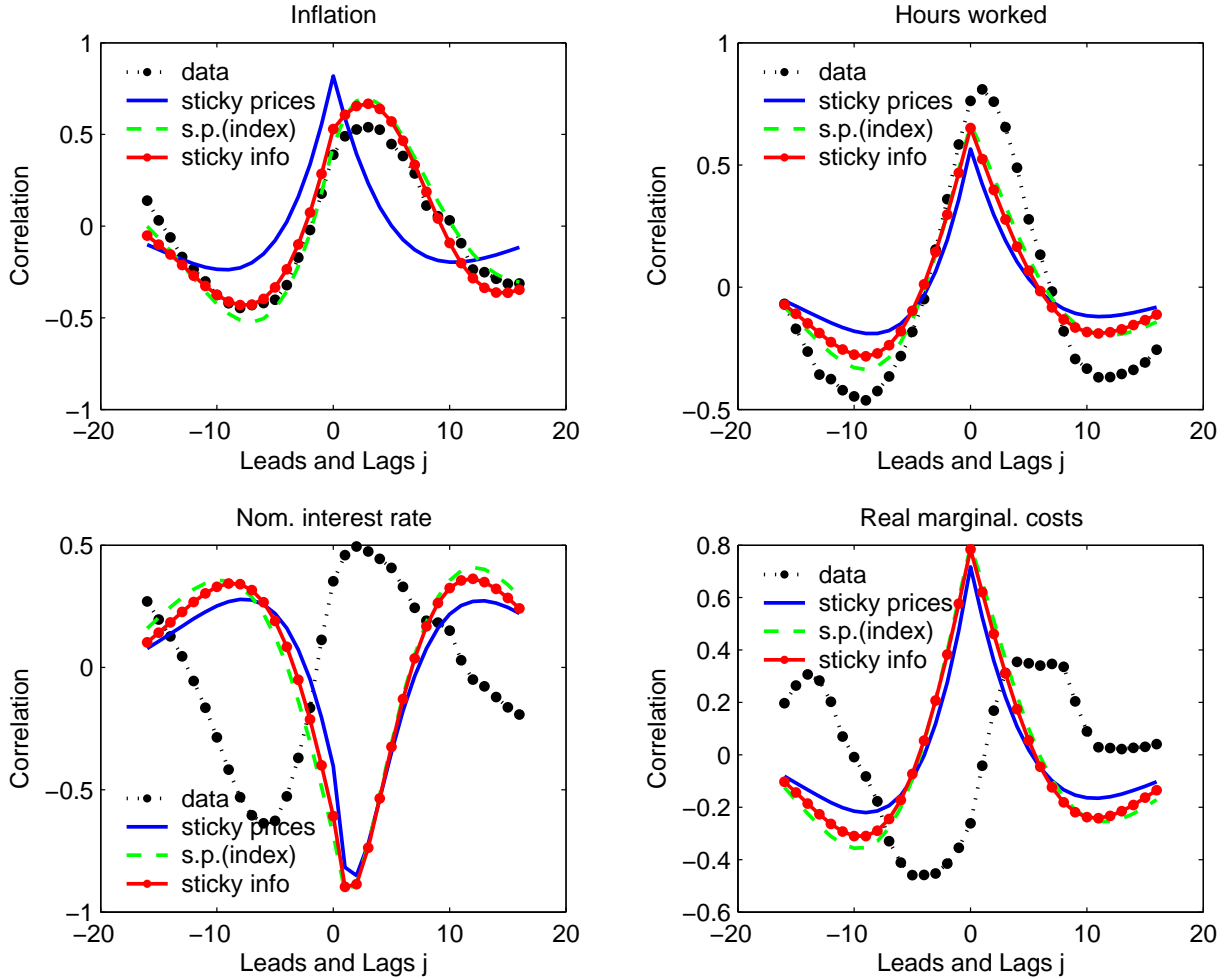 Inflation
1
0.5
0
−0.5
−1
−20
−10
0
10
20
Correlation
Leads and Lags j
data
sticky prices
s.p.(index)
sticky info
Hours worked
1
0.5
0
−0.5
−20
−10
0
10
20
Correlation
Leads and Lags j
data
sticky prices
s.p.(index)
sticky info
Nom. interest rate
0.5
0
−0.5
−1
−20
−10
0
10
20
Correlation
Leads and Lags j
data
sticky prices
s.p.(index)
sticky info
Real marginal. costs
0.8
0.6
0.4
0.2
0
−0.2
−0.4
−0.6
−20
−10
0
10
20
Correlation
Leads and Lags j
data
sticky prices
s.p.(index)
sticky info